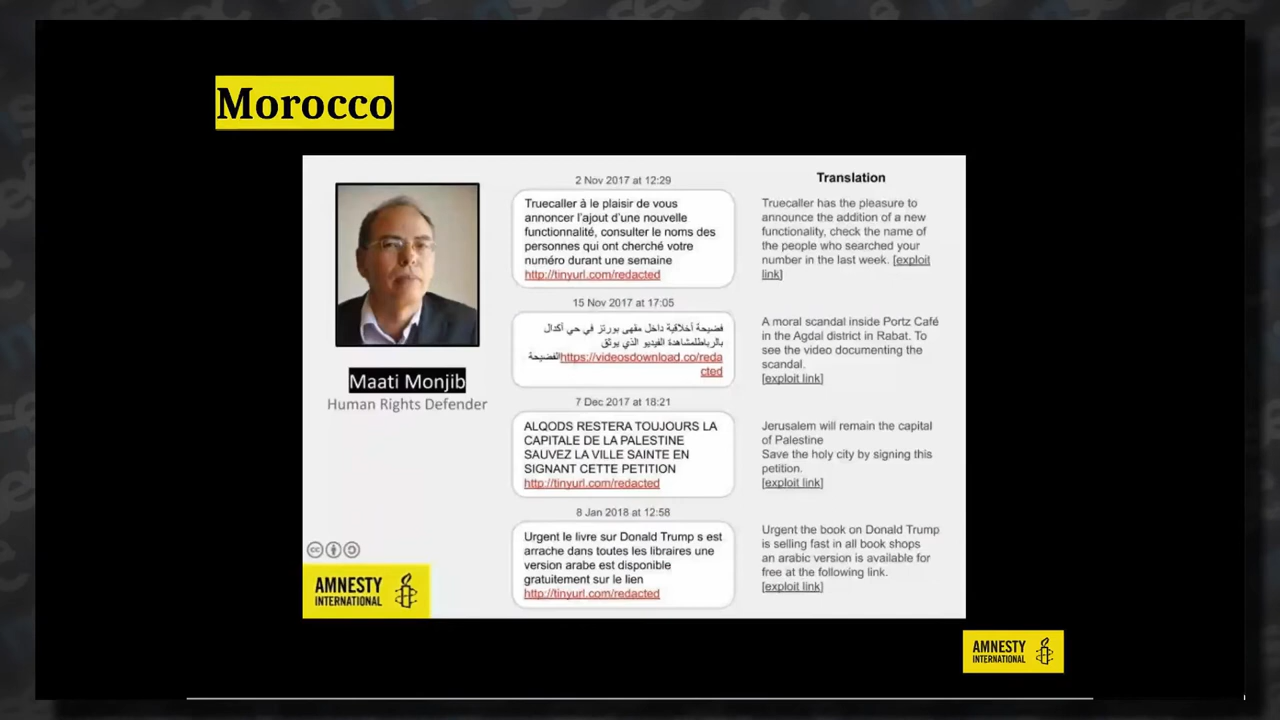 Morocco
Maati Monjib
Human Rights Defender
2 Nov 2017 at 12:29
Truecaller à le plaisir de vous
annoncer l'ajout d'une nouvelle
functionnalité, consulter le noms des
personnes qui ont cherché votre
numéro durant une semaine
http://tinyurl.com/redacted
15 Nov 2017 at 17:05
فضيحة أخلاقية داخل مقهى بورتز في حي أكدال
بالرباطلمشاهدة الفيديو الذي يوثق
الفضيحةhttps://videosdownload.co/reda
cted
7 Dec 2017 at 18:21
ALQODS RESTERA TOUJOURS LA
CAPITALE DE LA PALESTINE
SAUVEZ LA VILLE SAINTE EN
SIGNANT CETTE PETITION
http://tinyurl.com/redacted
8 Jan 2018 at 12:58
Urgent le livre sur Donald Trump s est
arrache dans toutes les libraires une
version arabe est disponible
gratuitement sur le lien
http://tinyurl.com/redacted
Translation
Truecaller has the pleasure to
announce the addition of a new
functionality, check the name of
the people who searched your
number in the last week. [exploit
link]
A moral scandal inside Portz Café
in the Agdal district in Rabat. To
see the video documenting the
scandal.
[exploit link]
Jerusalem will remain the capital
of Palestine
Save the holy city by signing this
petition.
[exploit link]
Urgent the book on Donald Trump
is selling fast in all book shops
an arabic version is available for
free at the following link.
[exploit link]
cc
AMNESTY
INTERNATIONAL
AMNESTY
INTERNATIONAL